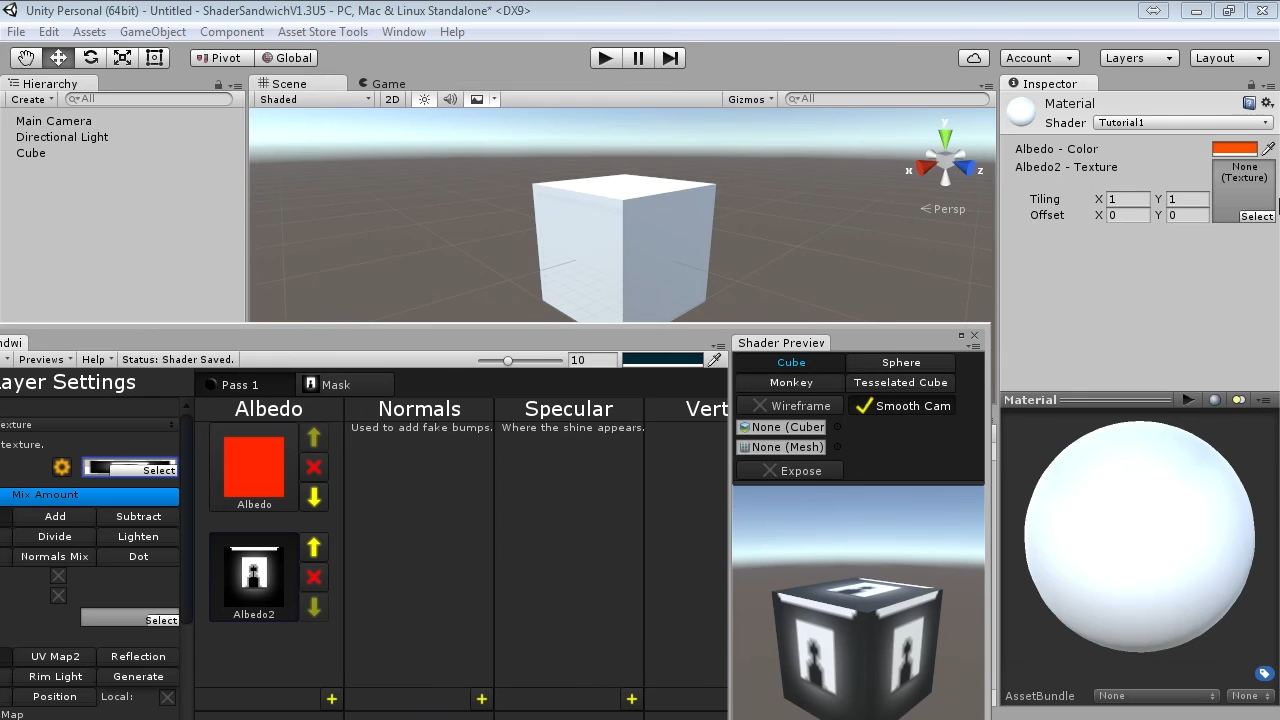 Unity Personal (64bit) - Untitled - ShaderSandwichV1.3U5 - PC, Mac & Linux Standalone* <DX9>
File Edit Assets GameObject Component Asset Store Tools Window Help
Pivot Global Account Layers Layout
Hierarchy
Create All
Main Camera
Directional Light
Cube
Scene Game
Shaded 2D Gizmos All
y
x z
Persp
Inspector
Material
Shader Tutorial1
Albedo - Color
Albedo2 - Texture
None
(Texture)
Tiling X 1 Y 1
Offset X 0 Y 0
Select
ndwi
Previews Help Status: Shader Saved. 10
ayer Settings
exture
texture.
Select
Mix Amount
Add Subtract
Divide Lighten
Normals Mix Dot
Select
UV Map2 Reflection
Rim Light Generate
Position Local:
Map
Pass 1 Mask
Albedo Normals Specular Vert
Used to add fake bumps. Where the shine appears.
Albedo
Albedo2
Shader Previev
Cube Sphere
Monkey Tesselated Cube
Wireframe Smooth Cam
None (Cuber
None (Mesh)
Expose
Material
AssetBundle None None